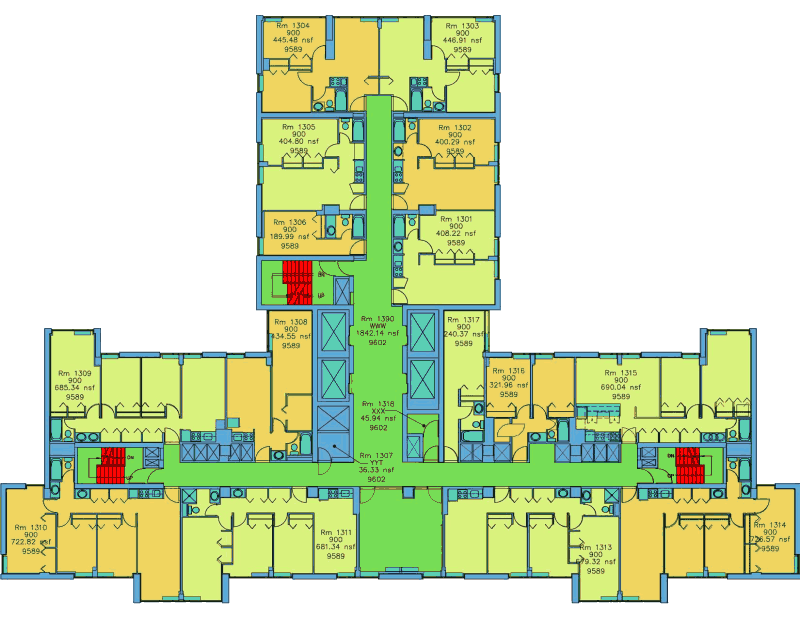 Rm 1304
900
445.48 nsf
9589
Rm 1303
900
446.91 nsf
9589
Rm 1305
900
404.80 nsf
9589
Rm 1302
900
400.29 nsf
9589
Rm 1306
900
189.99 nsf
9589
Rm 1301
900
408.22 nsf
9589
DN
UP
Rm 1308
900
434.55 nsf
9589
Rm 1390
WWW
1842.14 nsf
9602
Rm 1317
900
240.37 nsf
9589
Rm 1309
900
685.34 nsf
9589
Rm 1318
XXX
45.94 nsf
9602
Rm 1316
900
321.96 nsf
9589
Rm 1315
900
690.04 nsf
9589
DN
UP
Rm 1307
YYT
36.33 nsf
9602
DN
UP
Rm 1310
900
722.82 nsf
9589
Rm 1311
900
681.34 nsf
9589
Rm 1313
900
679.32 nsf
9589
Rm 1314
900
726.57 nsf
9589